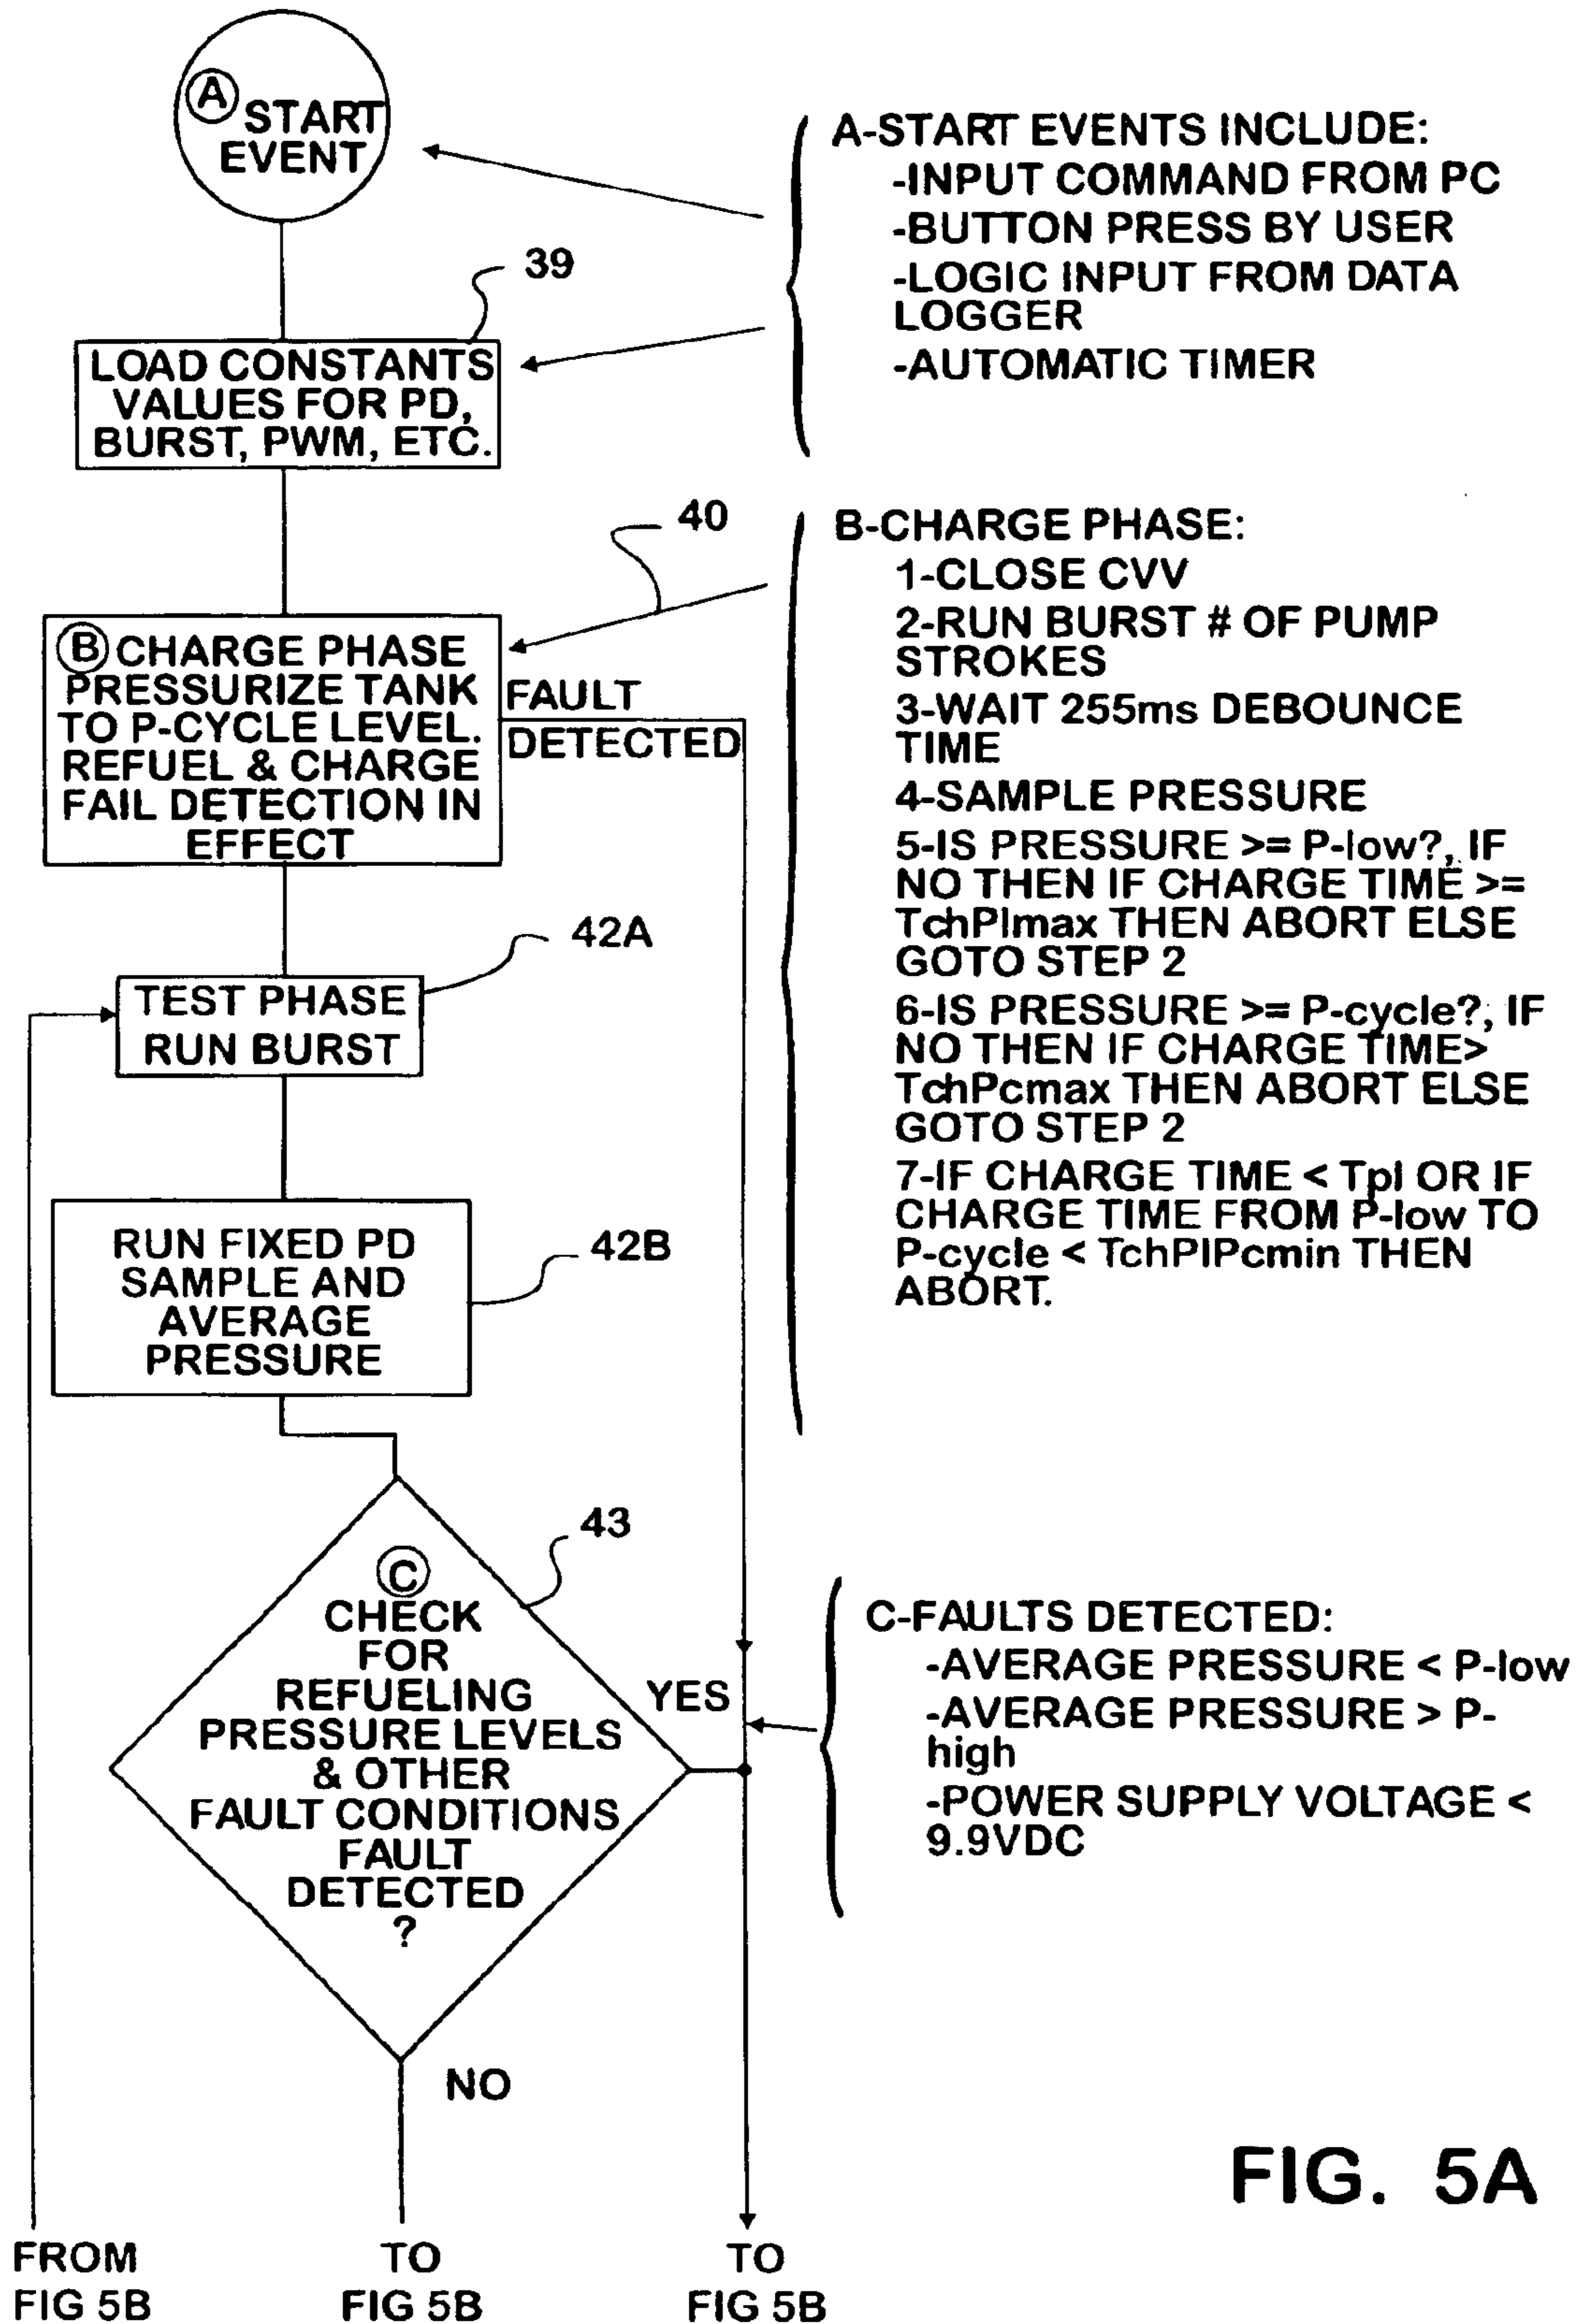 A START
EVENT
39
LOAD CONSTANTS
VALUES FOR PD,
BURST, PWM, ETC.
A-START EVENTS INCLUDE:
-INPUT COMMAND FROM PC
-BUTTON PRESS BY USER
-LOGIC INPUT FROM DATA
LOGGER
-AUTOMATIC TIMER
40
B CHARGE PHASE
PRESSURIZE TANK
TO P-CYCLE LEVEL.
REFUEL & CHARGE
FAIL DETECTION IN
EFFECT
FAULT
DETECTED
B-CHARGE PHASE:
1-CLOSE CVV
2-RUN BURST # OF PUMP
STROKES
3-WAIT 255ms DEBOUNCE
TIME
4-SAMPLE PRESSURE
5-IS PRESSURE >= P-low?, IF
NO THEN IF CHARGE TIME >=
TchPlmax THEN ABORT ELSE
GOTO STEP 2
6-IS PRESSURE >= P-cycle?, IF
NO THEN IF CHARGE TIME>
TchPcmax THEN ABORT ELSE
GOTO STEP 2
7-IF CHARGE TIME < Tpl OR IF
CHARGE TIME FROM P-low TO
P-cycle < TchPlPcmin THEN
ABORT.
42A
TEST PHASE
RUN BURST
42B
RUN FIXED PD
SAMPLE AND
AVERAGE
PRESSURE
43
C
CHECK
FOR
REFUELING
PRESSURE LEVELS
& OTHER
FAULT CONDITIONS
FAULT
DETECTED
?
YES
NO
C-FAULTS DETECTED:
-AVERAGE PRESSURE < P-low
-AVERAGE PRESSURE > P-
high
-POWER SUPPLY VOLTAGE <
9.9VDC
FROM
FIG 5B
TO
FIG 5B
TO
FIG 5B
FIG. 5A